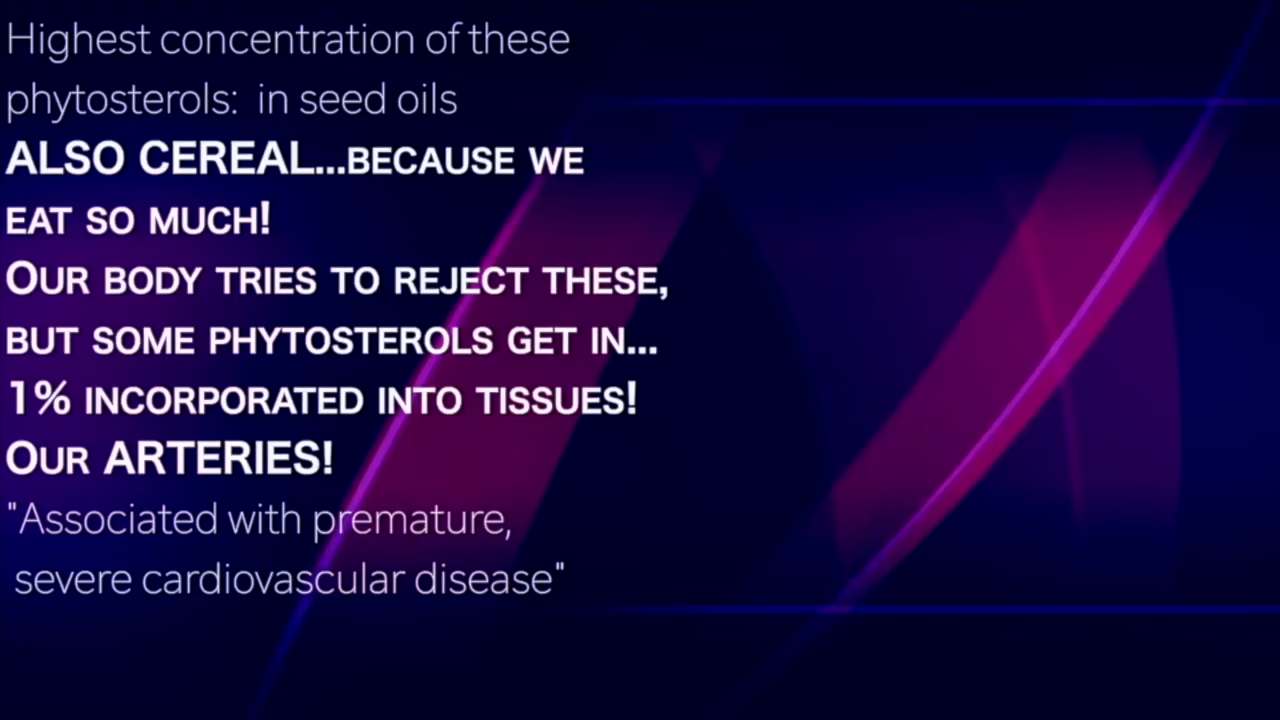 Highest concentration of these
phytosterols:  in seed oils
ALSO CEREAL...BECAUSE WE
EAT SO MUCH!
OUR BODY TRIES TO REJECT THESE,
BUT SOME PHYTOSTEROLS GET IN...
1% INCORPORATED INTO TISSUES!
OUR ARTERIES!
"Associated with premature,
severe cardiovascular disease"